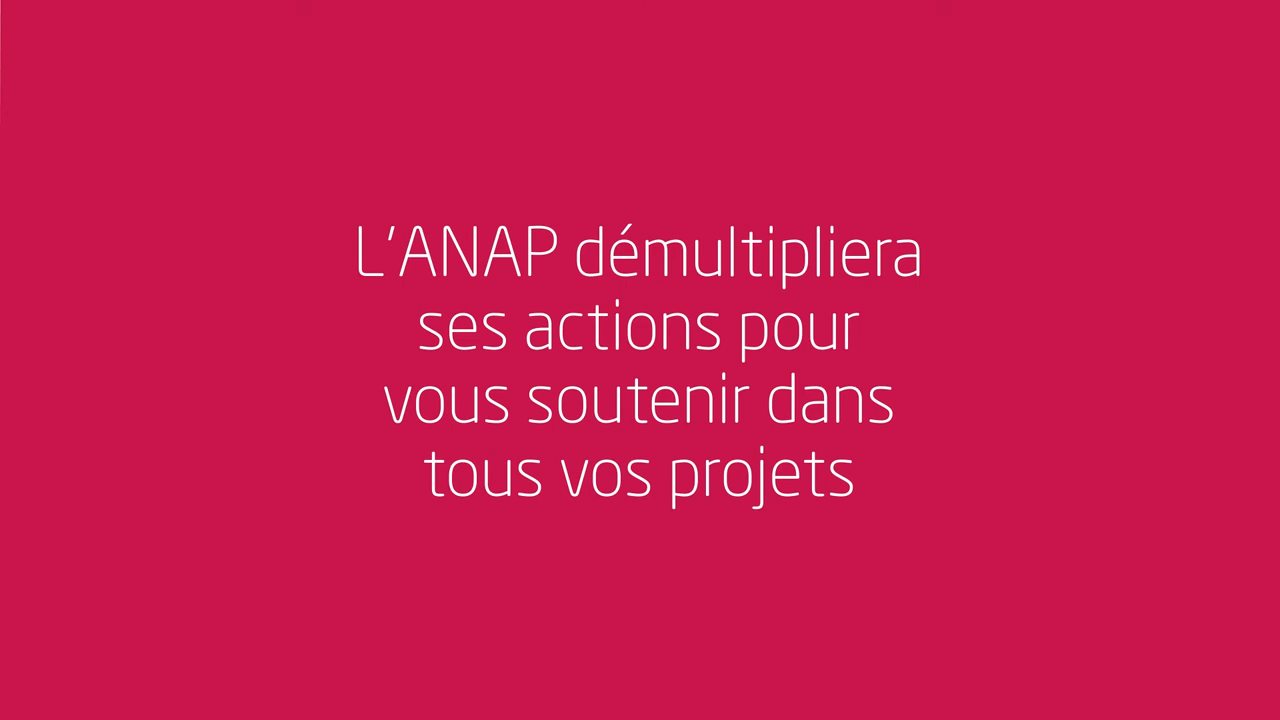 L'ANAP démultipliera
ses actions pour
vous soutenir dans
tous vos projets